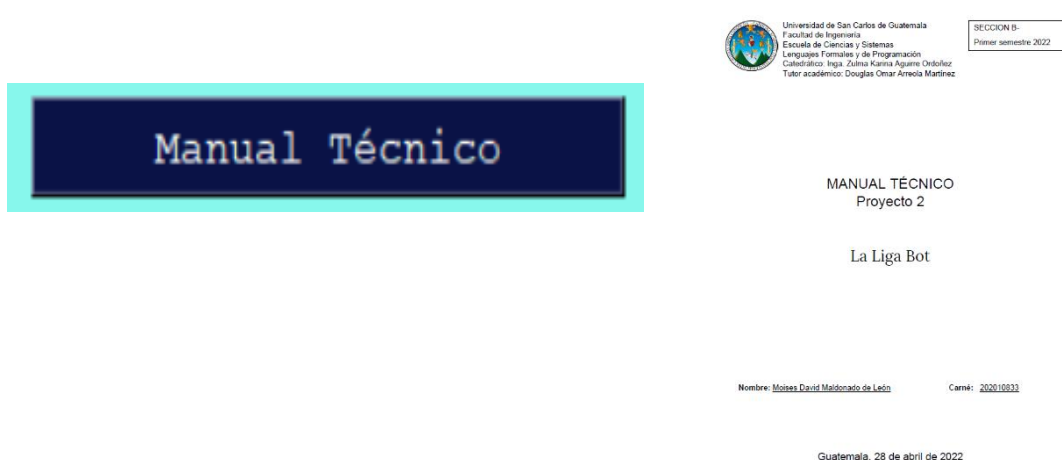 Manual Técnico
Universidad de San Carlos de Guatemala
Facultad de Ingeniería
Escuela de Ciencias y Sistemas
Lenguajes Formales y de Programación
Catedrático: Inga. Zulma Karina Aguirre Ordoñez
Tutor académico: Douglas Omar Arreola Martínez
SECCION B-
Primer semestre 2022
MANUAL TÉCNICO
Proyecto 2
La Liga Bot
Nombre: Moises David Maldonado de León Carné: 202010833
Guatemala, 28 de abril de 2022